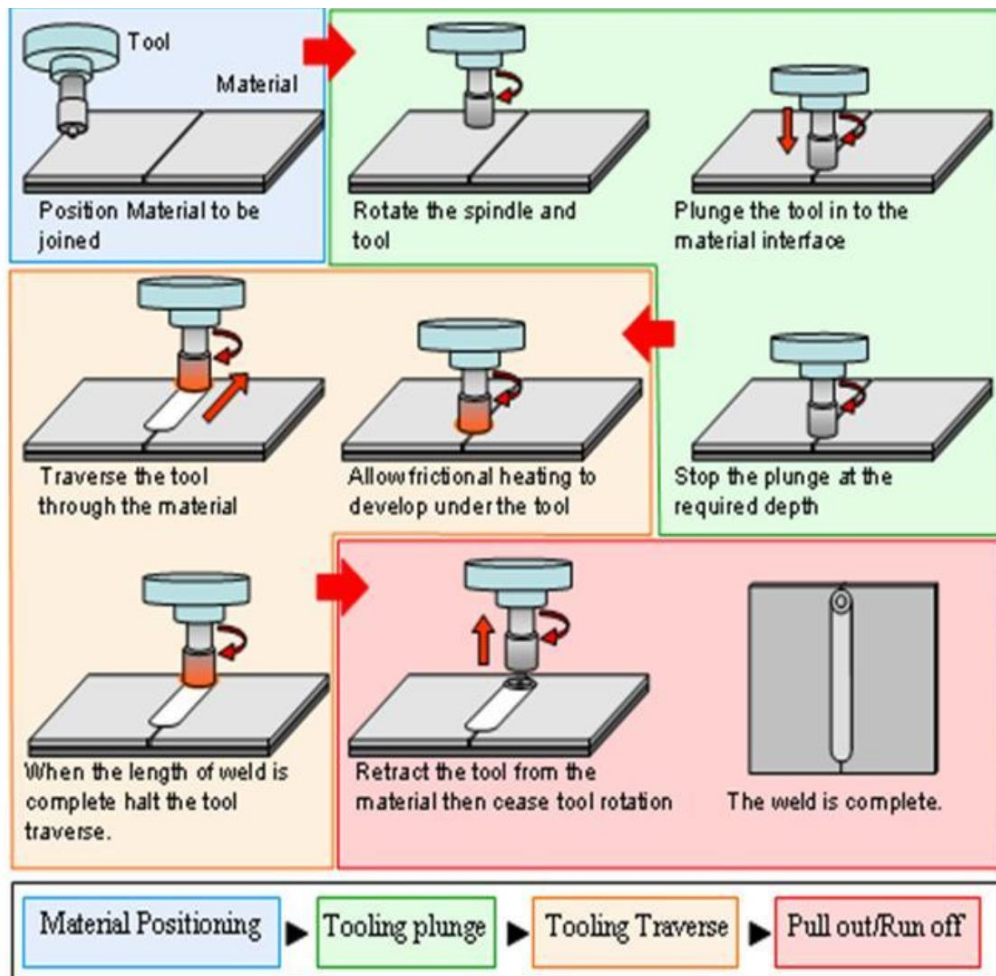 Tool
Material
Position Material to be
joined
Rotate the spindle and
tool
Plunge the tool in to the
material interface
Stop the plunge at the
required depth
Allow frictional heating to
develop under the tool
Traverse the tool
through the material
When the length of weld is
complete halt the tool
traverse.
Retract the tool from the
material then cease tool rotation
The weld is complete.
Material Positioning
Tooling plunge
Tooling Traverse
Pull out/Run off